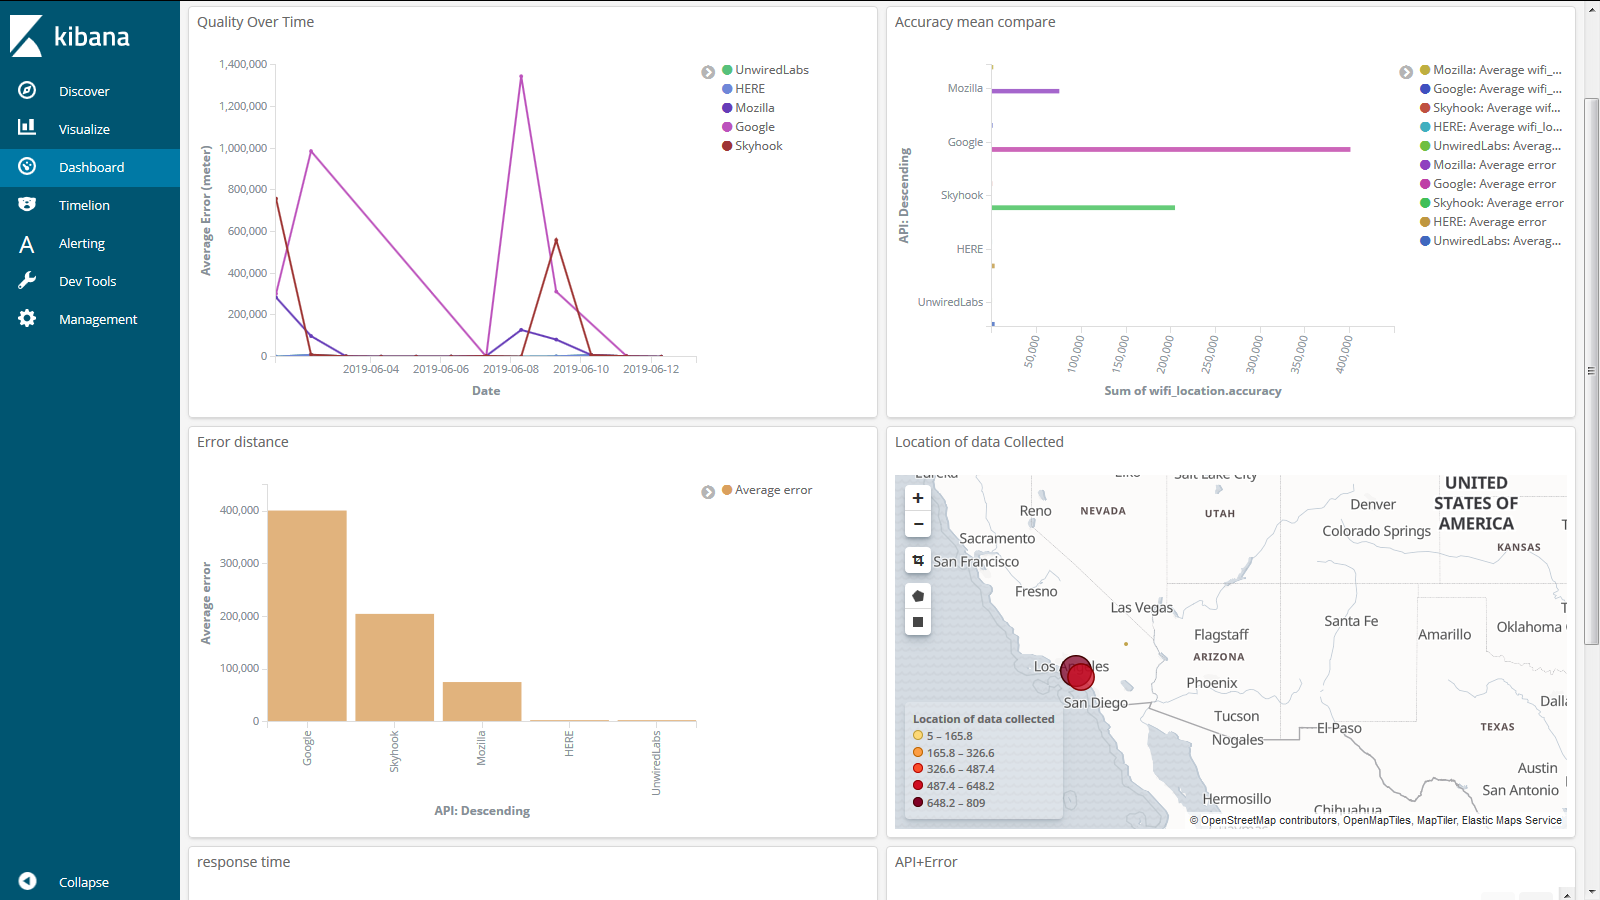 kibana
Discover
Visualize
Dashboard
Timelion
Alerting
Dev Tools
Management
Collapse
Quality Over Time
1,400,000
1,200,000
1,000,000
800,000
600,000
400,000
200,000
0
Average Error (meter)
2019-06-04 2019-06-06 2019-06-08 2019-06-10 2019-06-12
Date
UnwiredLabs
HERE
Mozilla
Google
Skyhook
Accuracy mean compare
Mozilla
Google
Skyhook
HERE
UnwiredLabs
API: Descending
50,000 100,000 150,000 200,000 250,000 300,000 350,000 400,000
Sum of wifi_location.accuracy
Mozilla: Average wifi_...
Google: Average wifi_...
Skyhook: Average wif...
HERE: Average wifi_lo...
UnwiredLabs: Averag...
Mozilla: Average error
Google: Average error
Skyhook: Average error
HERE: Average error
UnwiredLabs: Averag...
Error distance
400,000
300,000
200,000
100,000
0
Average error
Google Skyhook Mozilla HERE UnwiredLabs
API: Descending
Average error
Location of data Collected
+
−
Eureka Elko Salt Lake City
UNITED
STATES OF
AMERICA
Reno NEVADA UTAH Denver
Colorado Springs
Sacramento KANSAS
San Francisco
Fresno
Las Vegas
Santa Fe
Flagstaff Amarillo Oklahoma
ARIZONA
Los Angeles
Phoenix
San Diego Dall
Tucson
El Paso TEXAS
Nogales
Austin
San Antonio
Hermosillo
Chihuahua
Location of data collected
5 – 165.8
165.8 – 326.6
326.6 – 487.4
487.4 – 648.2
648.2 – 809
© OpenStreetMap contributors, OpenMapTiles, MapTiler, Elastic Maps Service
response time
API+Error